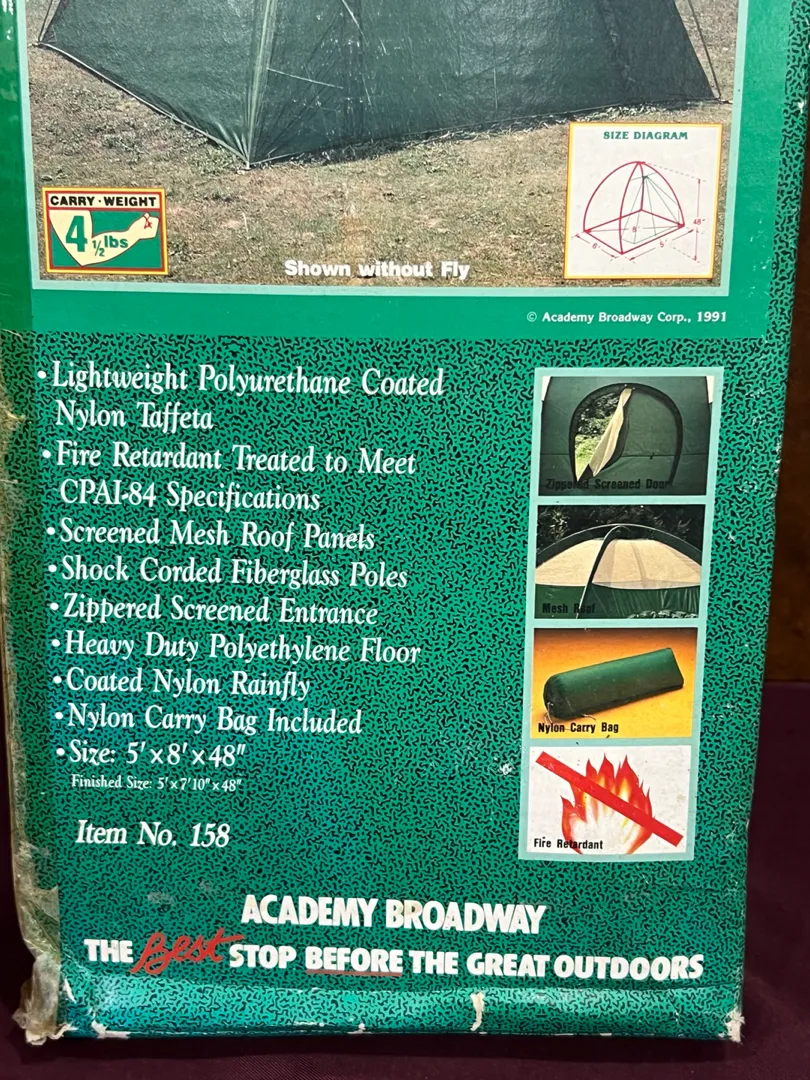 SIZE DIAGRAM
48"
8'
6'
5'
CARRY·WEIGHT
4 1/2 lbs
Shown without Fly
© Academy Broadway Corp., 1991
•Lightweight Polyurethane Coated
Nylon Taffeta
•Fire Retardant Treated to Meet
CPAI-84 Specifications
•Screened Mesh Roof Panels
•Shock Corded Fiberglass Poles
•Zippered Screened Entrance
•Heavy Duty Polyethylene Floor
•Coated Nylon Rainfly
•Nylon Carry Bag Included
•Size: 5'x8'x48"
Finished Size: 5'x7'10"x48"
Item No. 158
Zippered Screened Door
Mesh Roof
Nylon Carry Bag
Fire Retardant
ACADEMY BROADWAY
THE Best STOP BEFORE THE GREAT OUTDOORS